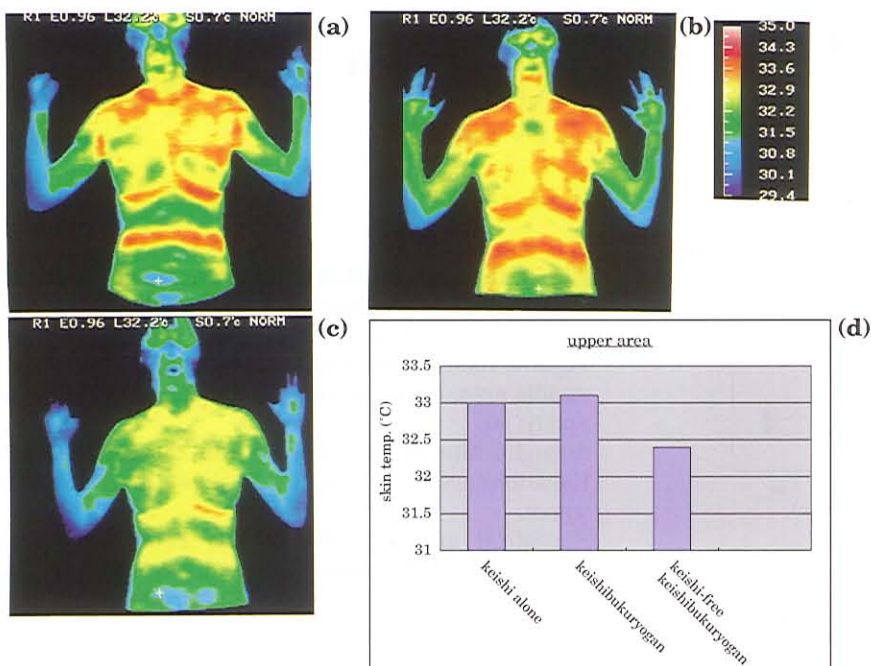 R1 E0.96 L32.2℃ S0.7℃ NORM
(a)
R1 E0.96 L32.2℃ S0.7℃ NORM
(b)
35.0
34.3
33.6
32.9
32.2
31.5
30.8
30.1
29.4
R1 E0.96 L32.2℃ S0.7℃ NORM
(c)
(d)
upper area
skin temp. (°C)
33.5
33
32.5
32
31.5
31
keishi alone
keishibukuryogan
keishi-free
keishibukuryogan